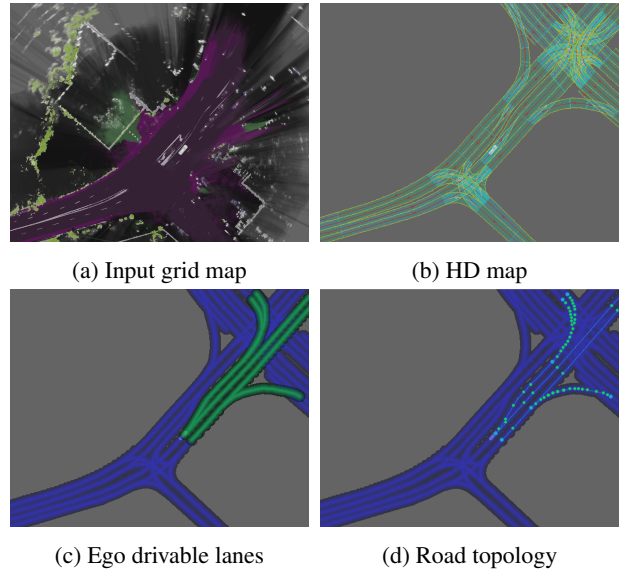 (a) Input grid map
(b) HD map
(c) Ego drivable lanes
(d) Road topology